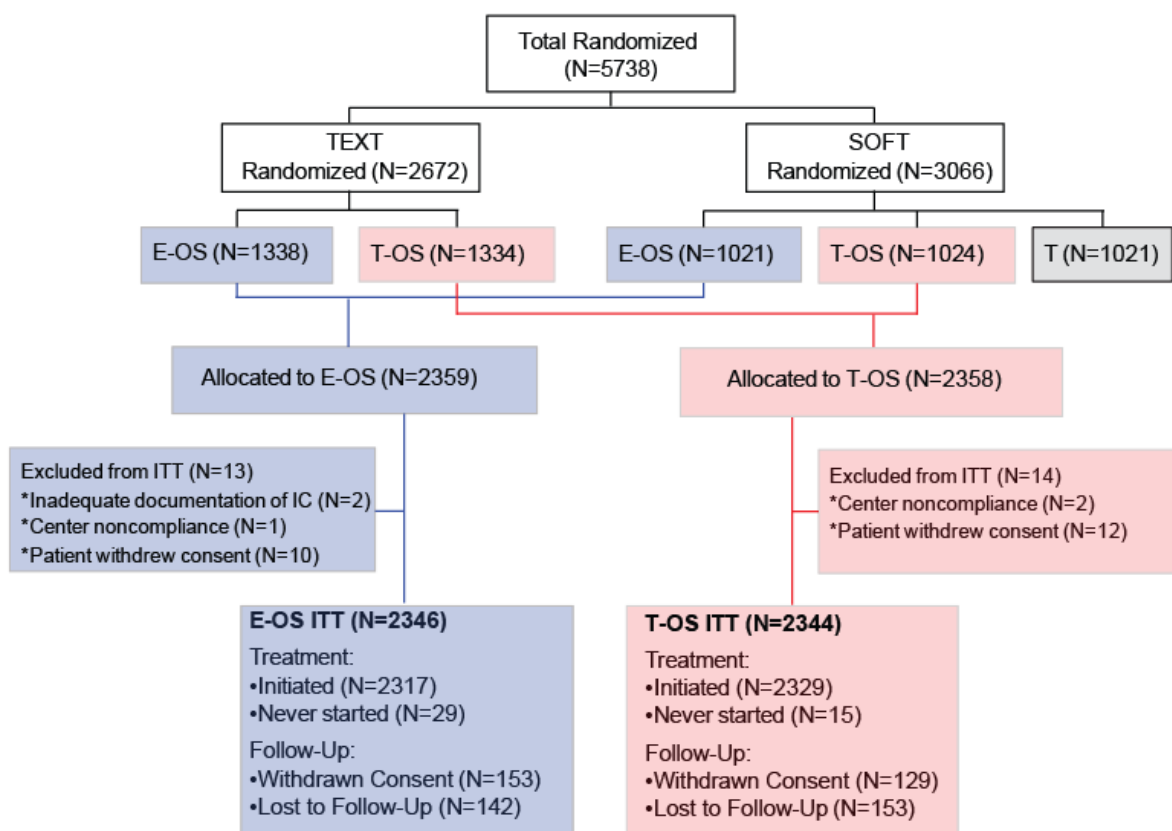 Total Randomized
(N=5738)
TEXT
Randomized (N=2672)
SOFT
Randomized (N=3066)
E-OS (N=1338)
T-OS (N=1334)
E-OS (N=1021)
T-OS (N=1024)
T (N=1021)
Allocated to E-OS (N=2359)
Allocated to T-OS (N=2358)
Excluded from ITT (N=13)
*Inadequate documentation of IC (N=2)
*Center noncompliance (N=1)
*Patient withdrew consent (N=10)
Excluded from ITT (N=14)
*Center noncompliance (N=2)
*Patient withdrew consent (N=12)
E-OS ITT (N=2346)
Treatment:
•Initiated (N=2317)
•Never started (N=29)
Follow-Up:
•Withdrawn Consent (N=153)
•Lost to Follow-Up (N=142)
T-OS ITT (N=2344)
Treatment:
•Initiated (N=2329)
•Never started (N=15)
Follow-Up:
•Withdrawn Consent (N=129)
•Lost to Follow-Up (N=153)